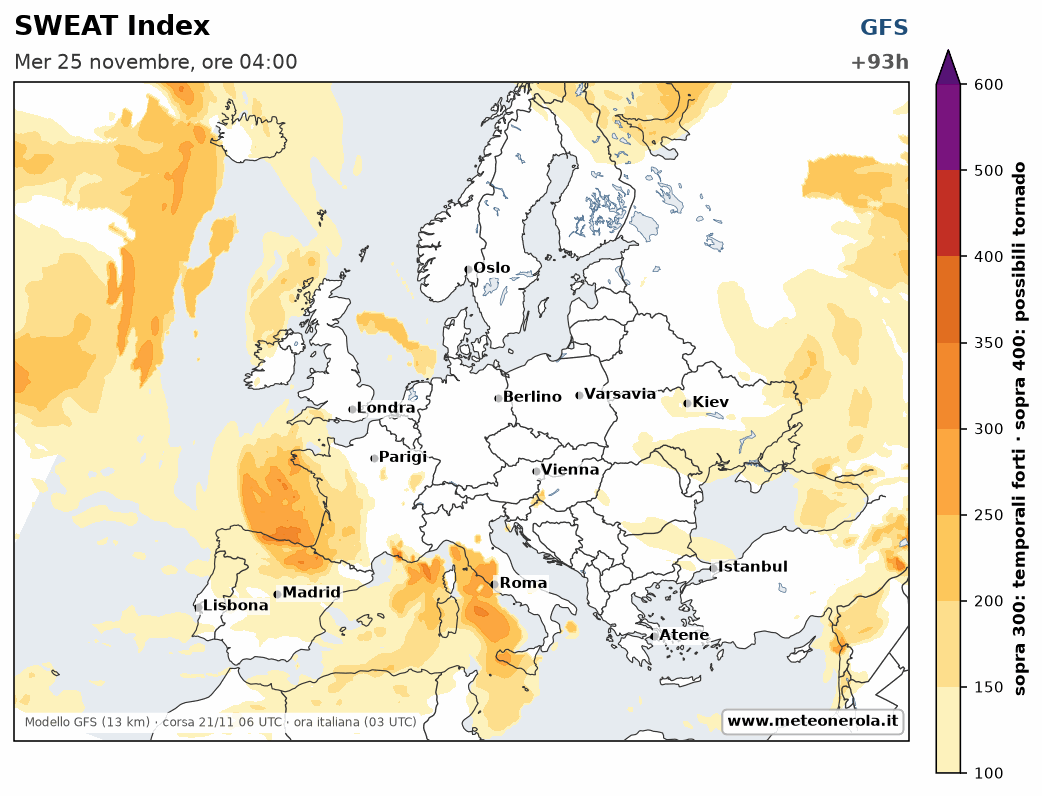 SWEAT Index
GFS
Mer 25 novembre, ore 04:00
+93h
Oslo
Londra
Berlino
Varsavia
Kiev
Parigi
Vienna
Istanbul
Roma
Madrid
Lisbona
Atene
Modello GFS (13 km) · corsa 21/11 06 UTC · ora italiana (03 UTC)
www.meteonerola.it
600
500
400
350
300
250
200
150
100
sopra 300: temporali forti · sopra 400: possibili tornado